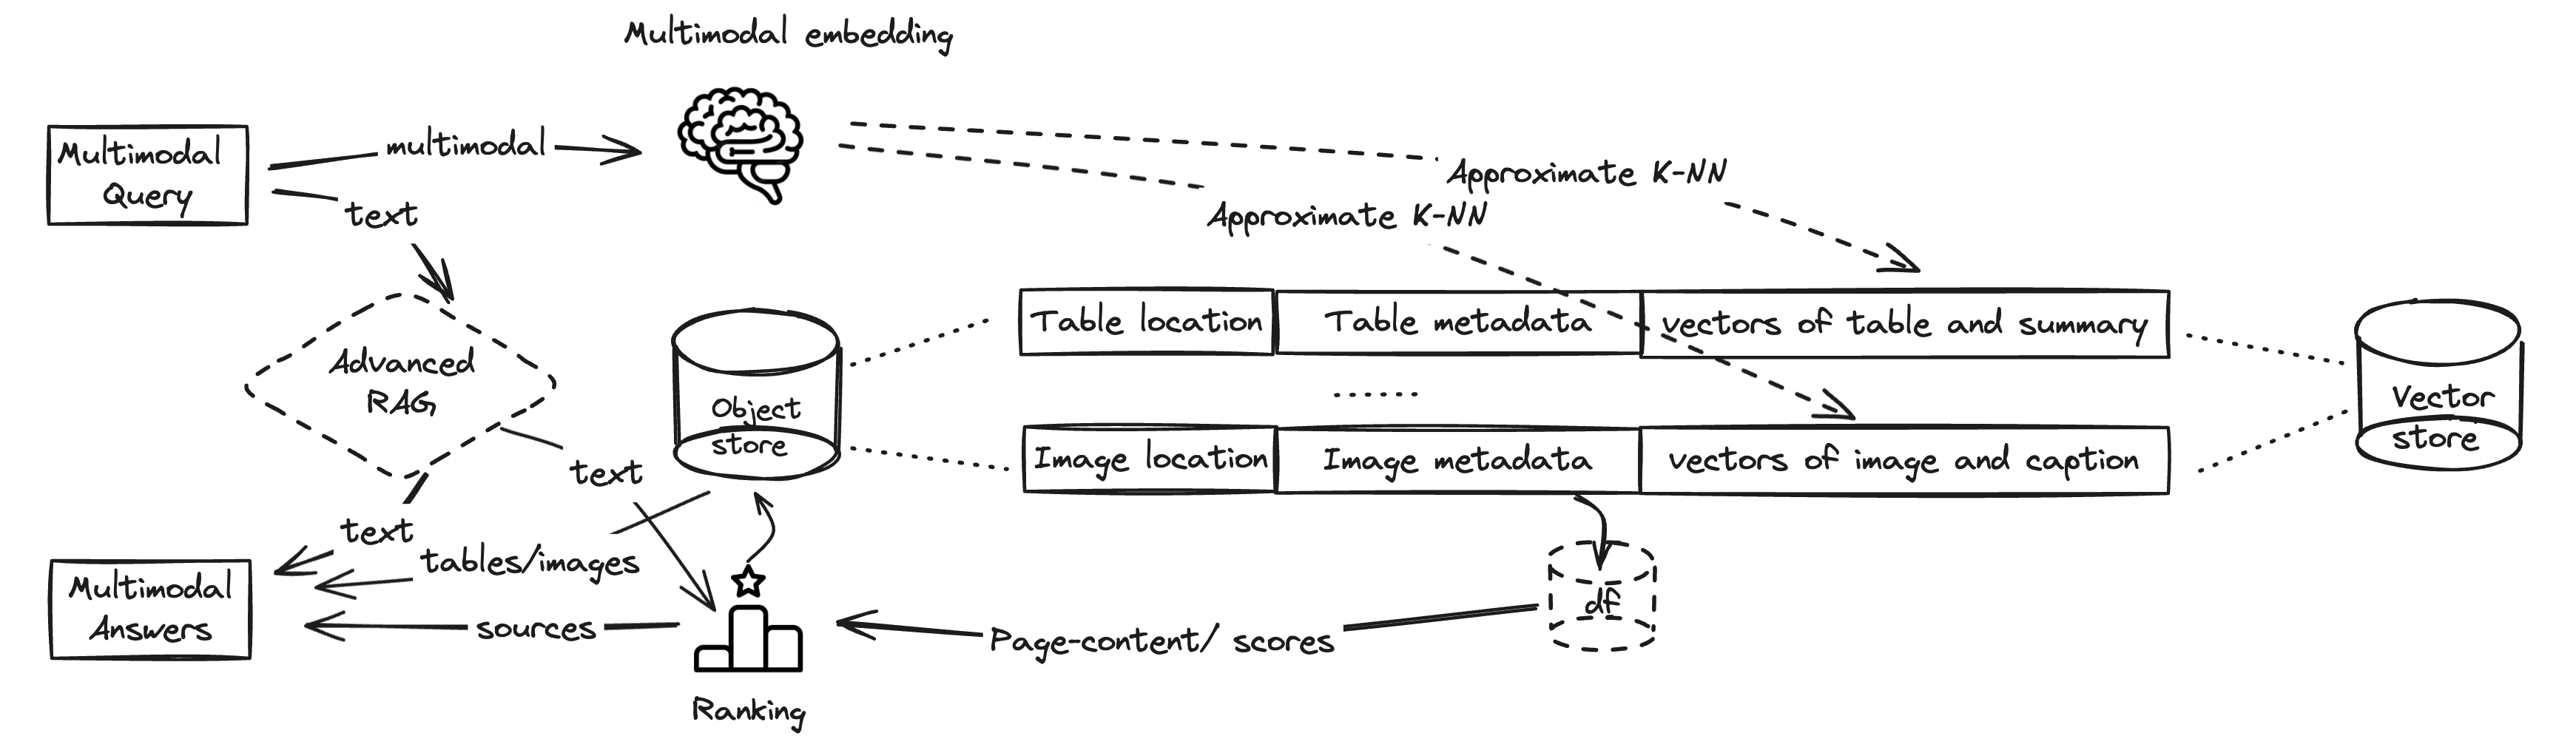 Multimodal embedding
Multimodal
Query
multimodal
text
Approximate K-NN
Approximate K-NN
Advanced
RAG
Object
store
Table location
Table metadata
vectors of table and summary
......
Image location
Image metadata
vectors of image and caption
Vector
store
text
text
tables/images
Multimodal
Answers
sources
Page-content/ scores
df
Ranking